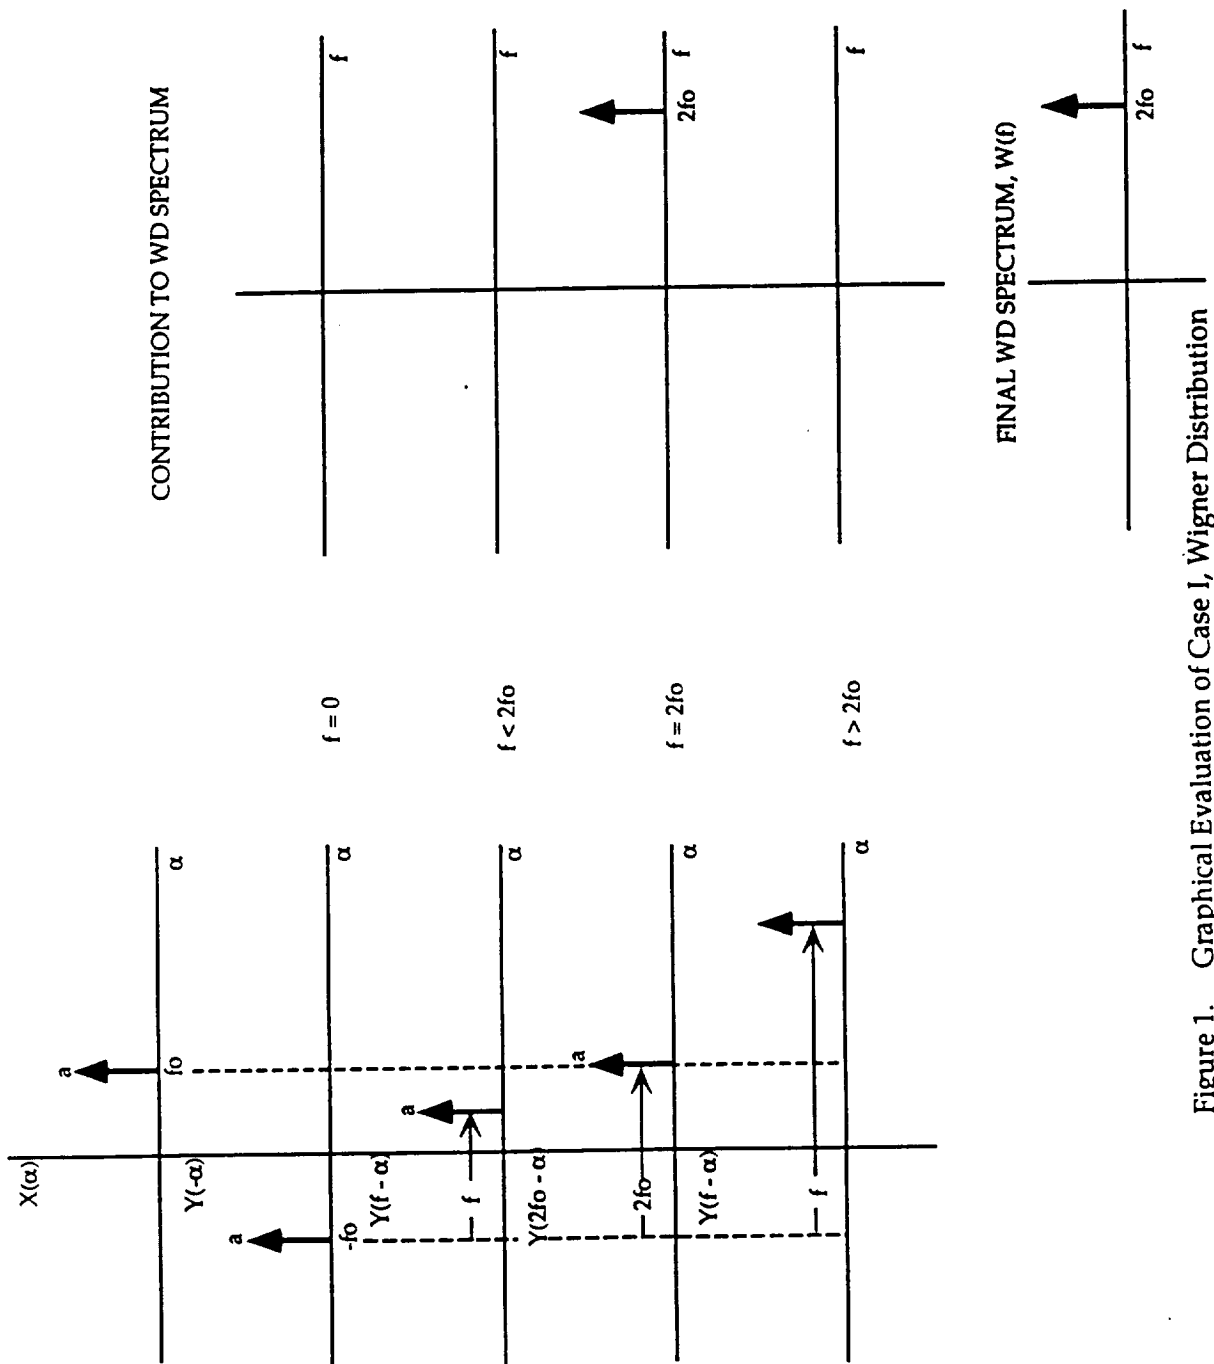 CONTRIBUTION TO WD SPECTRUM
X(α)
a
fo
α
Y(-α)
a
-fo
α
f = 0
f
Y(f - α)
a
f
α
f < 2fo
f
Y(2fo - α)
a
2fo
α
f = 2fo
2fo
f
Y(f - α)
f
α
f > 2fo
f
FINAL WD SPECTRUM, W(f)
2fo
f
Figure 1. Graphical Evaluation of Case I, Wigner Distribution